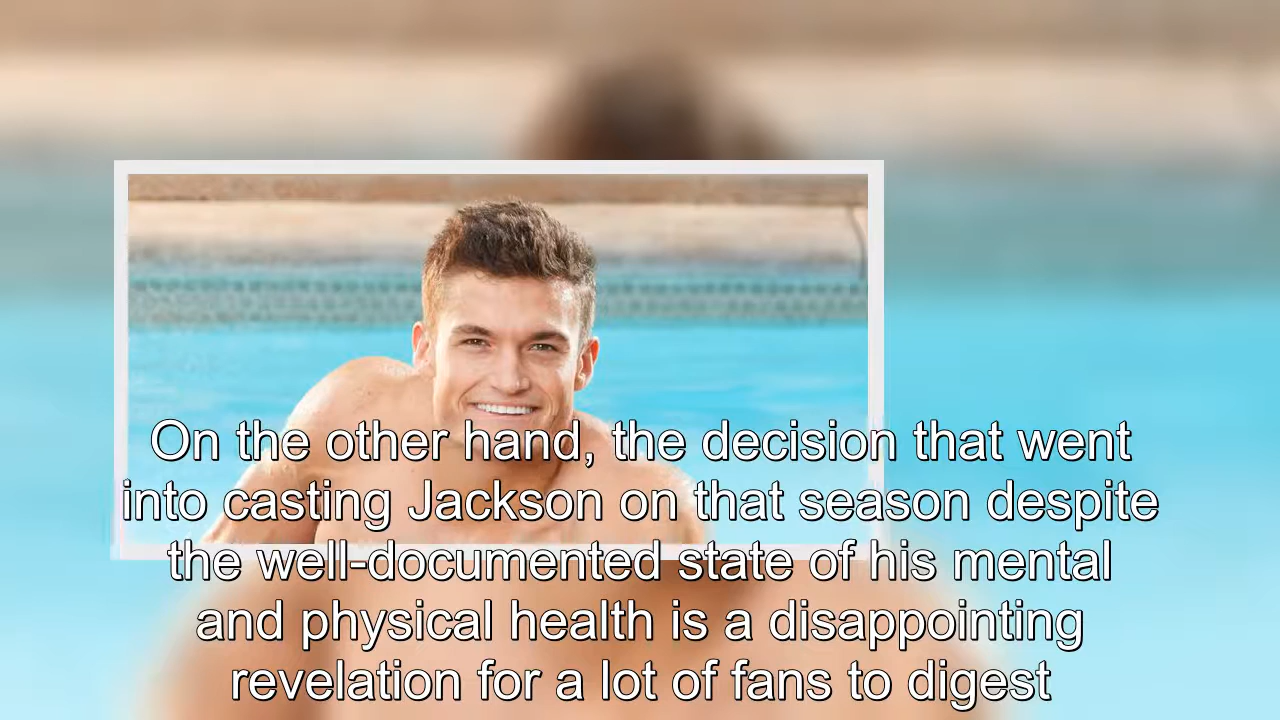 On the other hand, the decision that went
into casting Jackson on that season despite
the well-documented state of his mental
and physical health is a disappointing
revelation for a lot of fans to digest